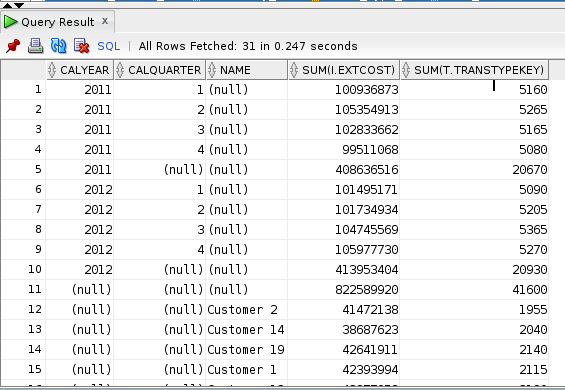 Query Result x
SQL | All Rows Fetched: 31 in 0.247 seconds
CALYEAR CALQUARTER NAME SUM(I.EXTCOST) SUM(T.TRANSTYPEKEY)
1 2011 1 (null) 100936873 5160
2 2011 2 (null) 105354913 5265
3 2011 3 (null) 102833662 5165
4 2011 4 (null) 99511068 5080
5 2011 (null) (null) 408636516 20670
6 2012 1 (null) 101495171 5090
7 2012 2 (null) 101734934 5205
8 2012 3 (null) 104745569 5365
9 2012 4 (null) 105977730 5270
10 2012 (null) (null) 413953404 20930
11 (null) (null) (null) 822589920 41600
12 (null) (null) Customer 2 41472138 1955
13 (null) (null) Customer 14 38687623 2040
14 (null) (null) Customer 19 42641911 2140
15 (null) (null) Customer 1 42393994 2115